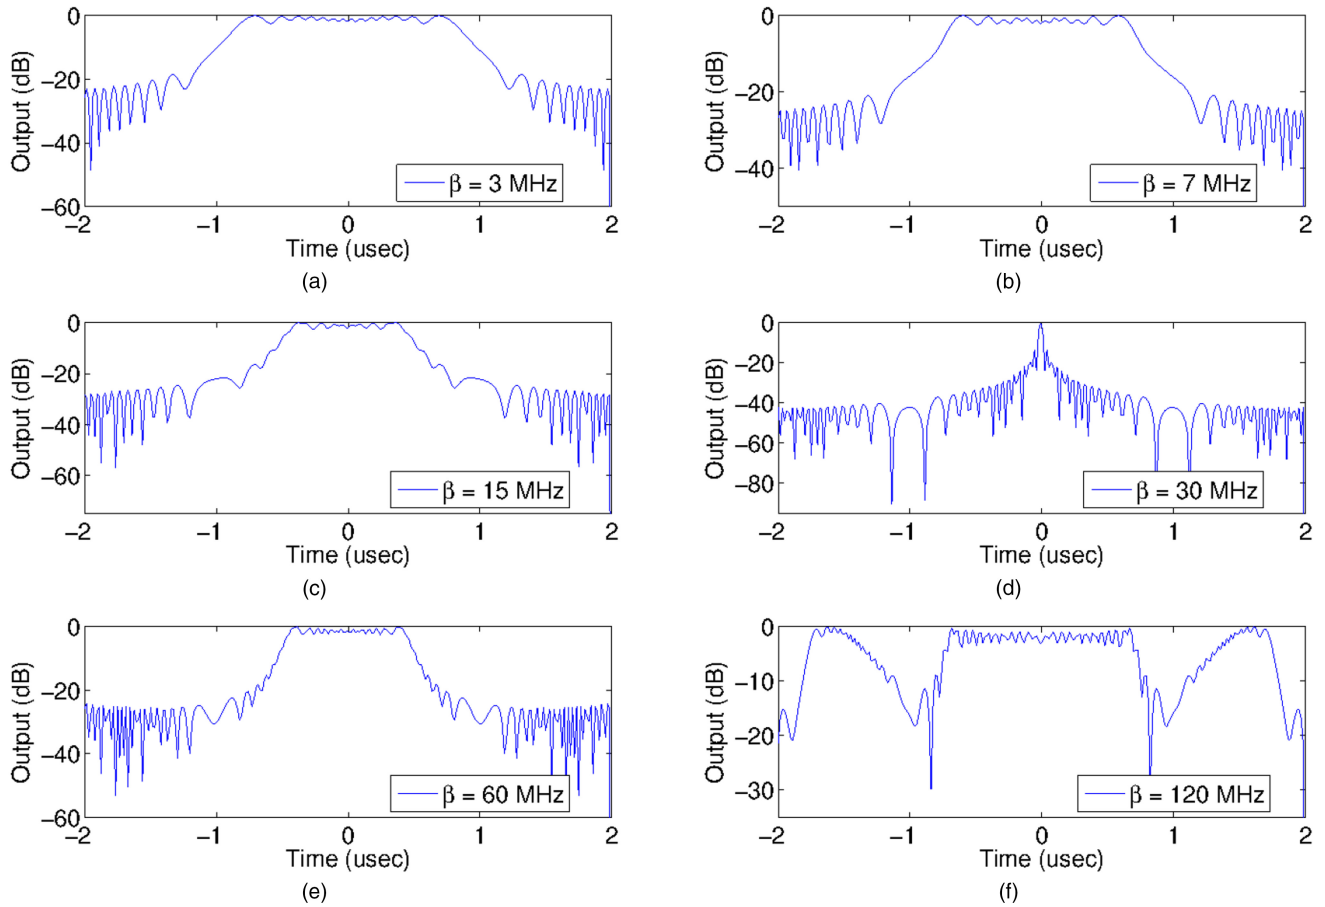 0
−20
−40
−60
Output (dB)
β = 3 MHz
−2
−1
0
1
2
Time (usec)
(a)
0
−20
−40
Output (dB)
β = 7 MHz
−2
−1
0
1
2
Time (usec)
(b)
0
−20
−40
−60
Output (dB)
β = 15 MHz
−2
−1
0
1
2
Time (usec)
(c)
0
−20
−40
−60
−80
Output (dB)
β = 30 MHz
−2
−1
0
1
2
Time (usec)
(d)
0
−20
−40
−60
Output (dB)
β = 60 MHz
−2
−1
0
1
2
Time (usec)
(e)
0
−10
−20
−30
Output (dB)
β = 120 MHz
−2
−1
0
1
2
Time (usec)
(f)